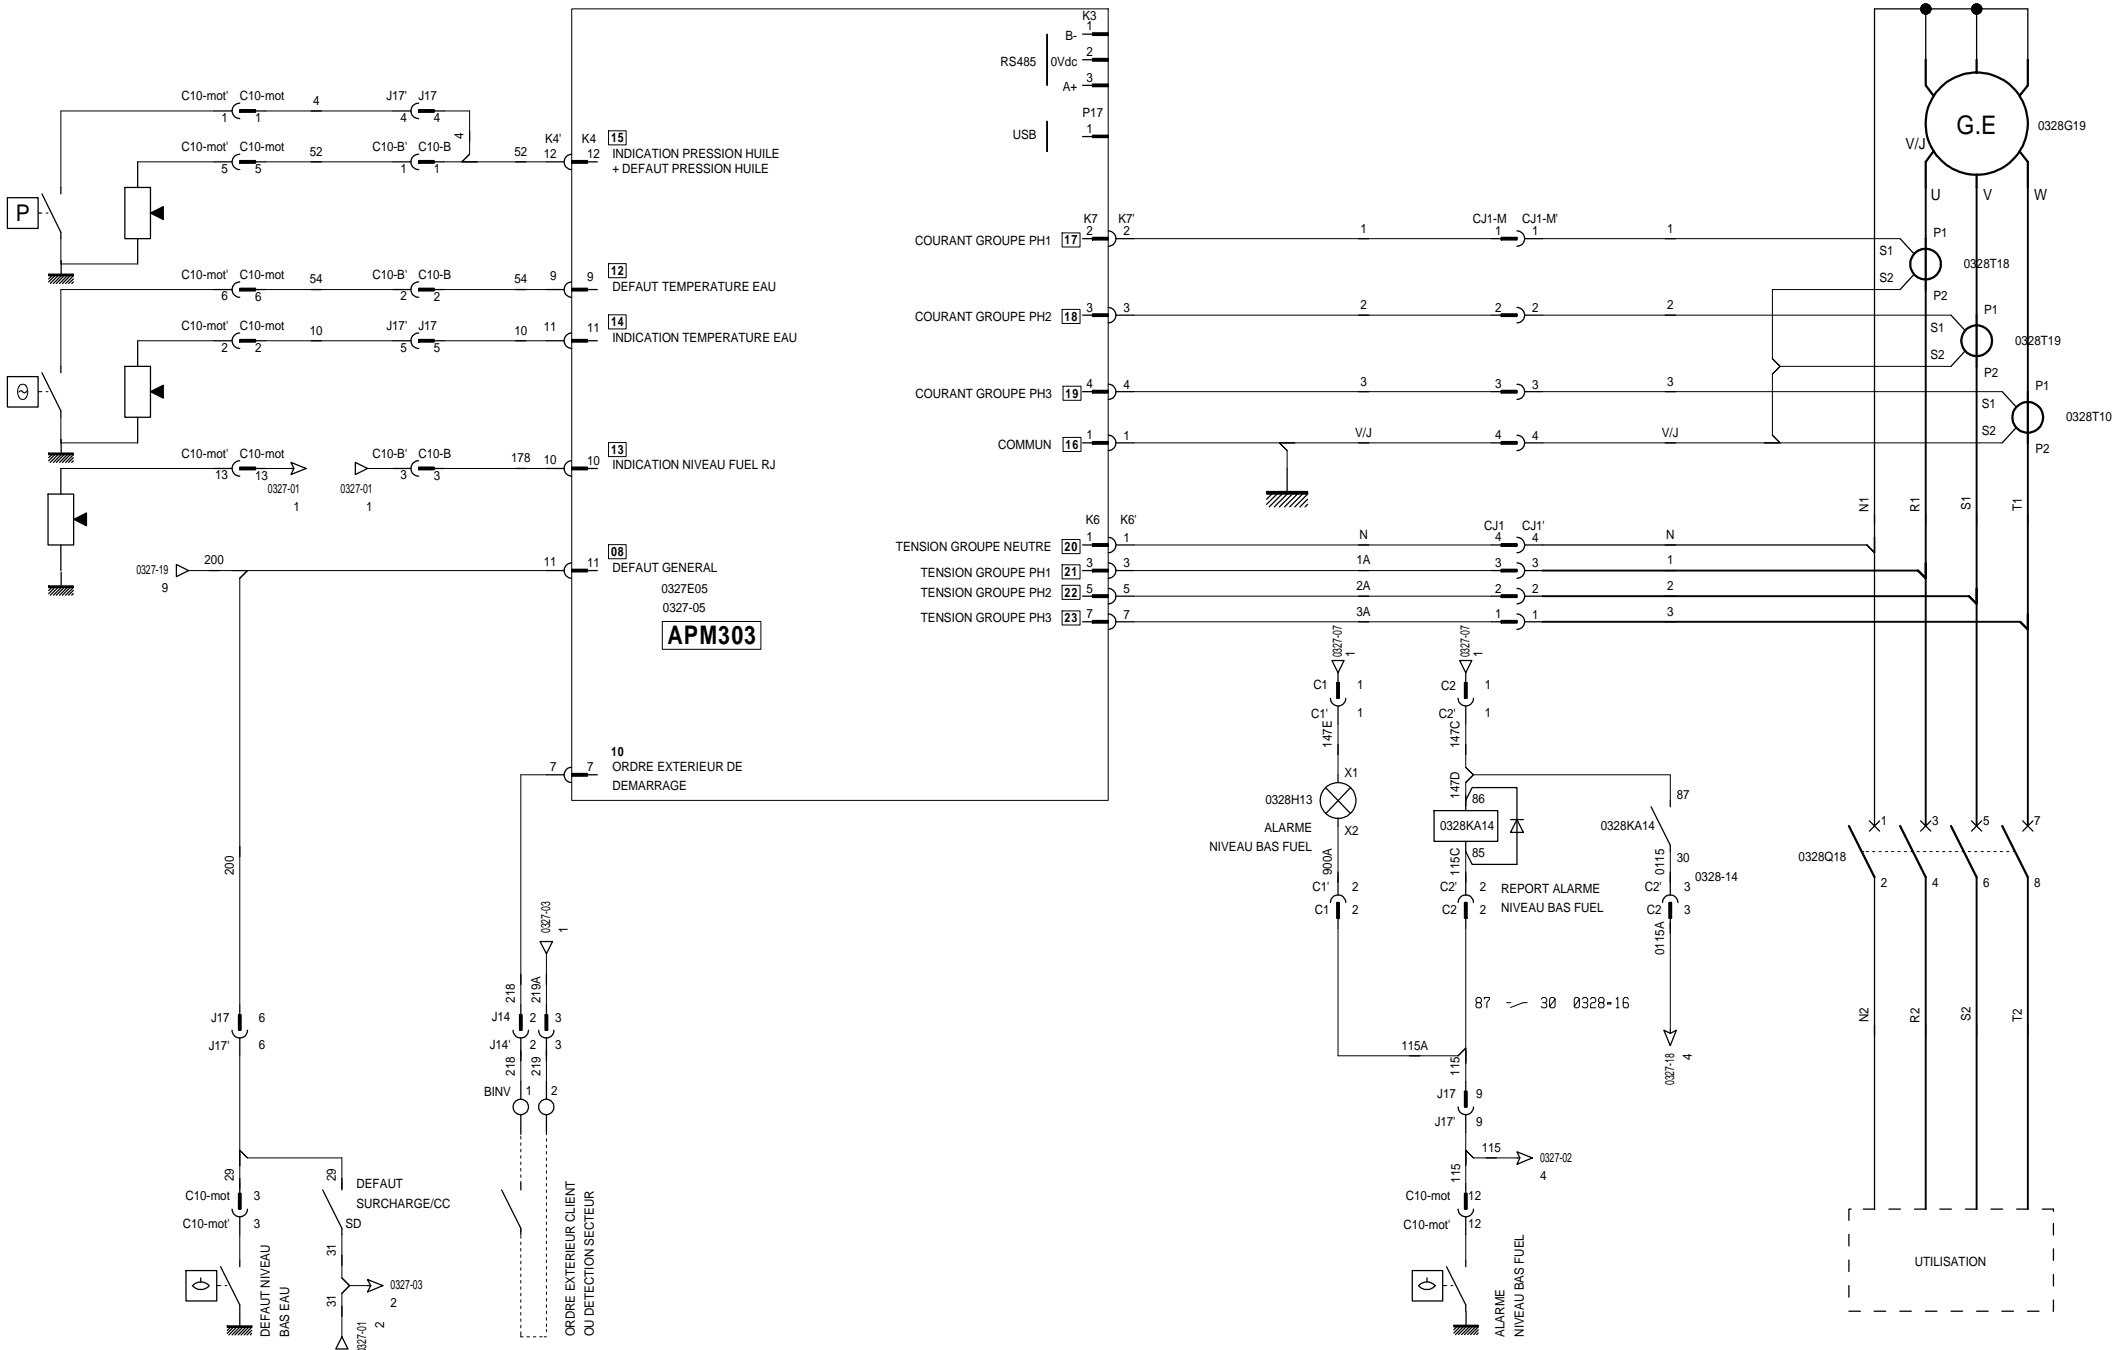 K3
1
B-
2
RS485 0Vdc
3
A+
P17
1
USB
C10-mot' C10-mot 4 J17' J17
1 1 4 4
4
C10-mot' C10-mot 52 C10-B' C10-B 52 K4' K4 15
5 5 1 1 12 12 INDICATION PRESSION HUILE
+ DEFAUT PRESSION HUILE
P
C10-mot' C10-mot 54 C10-B' C10-B 54 9 9 12
6 6 2 2 DEFAUT TEMPERATURE EAU
C10-mot' C10-mot 10 J17' J17 10 11 11 14
2 2 5 5 INDICATION TEMPERATURE EAU
θ
C10-mot' C10-mot C10-B' C10-B 178 10 10 13
13 13 3 3 INDICATION NIVEAU FUEL RJ
0327-01 0327-01
1 1
0327-19 200 11 11 08
9 DEFAUT GENERAL
0327E05
0327-05
APM303
10
7 7 ORDRE EXTERIEUR DE
DEMARRAGE
K7 K7' CJ1-M CJ1-M'
COURANT GROUPE PH1 17 2 2 1 1 1 1
COURANT GROUPE PH2 18 3 3 2 2 2 2
COURANT GROUPE PH3 19 4 4 3 3 3 3
COMMUN 16 1 1 V/J 4 4 V/J
K6 K6' CJ1 CJ1'
TENSION GROUPE NEUTRE 20 1 1 N 4 4 N
TENSION GROUPE PH1 21 3 3 1A 3 3 1
TENSION GROUPE PH2 22 5 5 2A 2 2 2
TENSION GROUPE PH3 23 7 7 3A 1 1 3
G.E 0328G19
V/J
U V W
P1
S1
0328T18
S2
P2
P1
S1
0328T19
S2
P2
P1
S1
0328T10
S2
P2
N1 R1 S1 T1
0327-07 1
C1 1
C1' 1
147E
X1
0328H13
ALARME
NIVEAU BAS FUEL
X2
900A
C1' 2
C1 2
0327-07 1
C2 1
C2' 1
147C
147D
86
0328KA14
85
115C
C2' 2
C2 2
REPORT ALARME
NIVEAU BAS FUEL
87
0328KA14
30
0115
0328-14
C2' 3
C2 3
0115A
0327-18 4
87 30 0328-16
115A
115
J17 9
J17' 9
115 0327-02
4
115
C10-mot 12
C10-mot' 12
ALARME
NIVEAU BAS FUEL
0328Q18
1 3 5 7
2 4 6 8
N2 R2 S2 T2
UTILISATION
200
J17 6
J17' 6
29 29
DEFAUT
SURCHARGE/CC
SD
C10-mot 3
C10-mot' 3
31
DEFAUT NIVEAU
BAS EAU
0327-03
2
31
0327-01 2
0327-03 1
218 219A
J14 2 3
J14' 2 3
218 219
BINV 1 2
ORDRE EXTERIEUR CLIENT
OU DETECTION SECTEUR